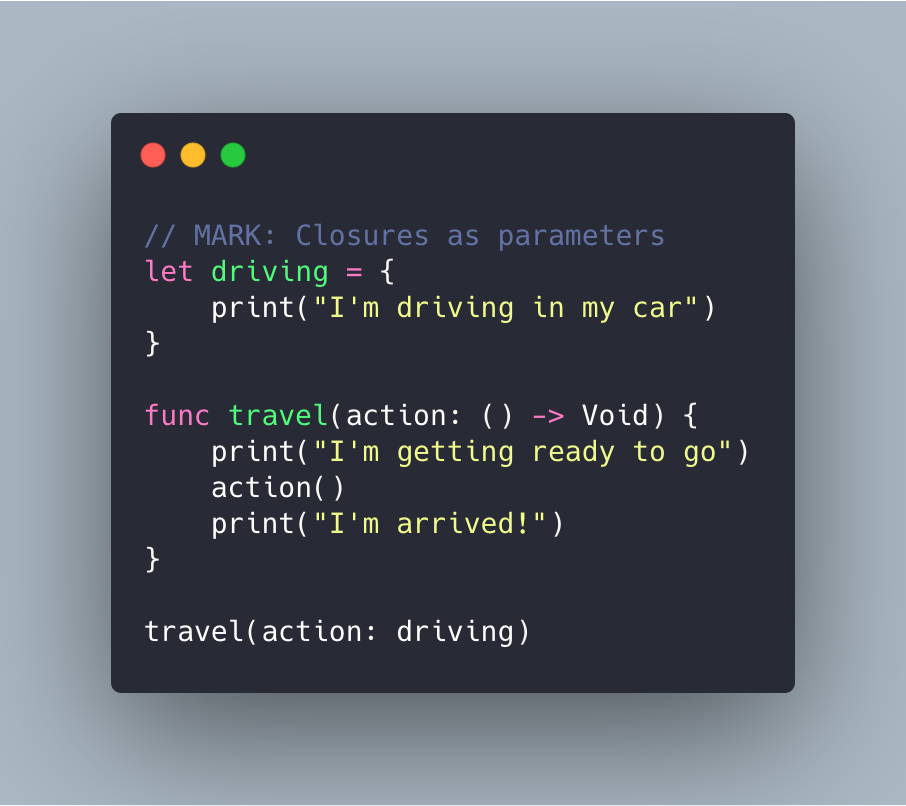 // MARK: Closures as parameters
let driving = {
    print("I'm driving in my car")
}

func travel(action: () -> Void) {
    print("I'm getting ready to go")
    action()
    print("I'm arrived!")
}

travel(action: driving)